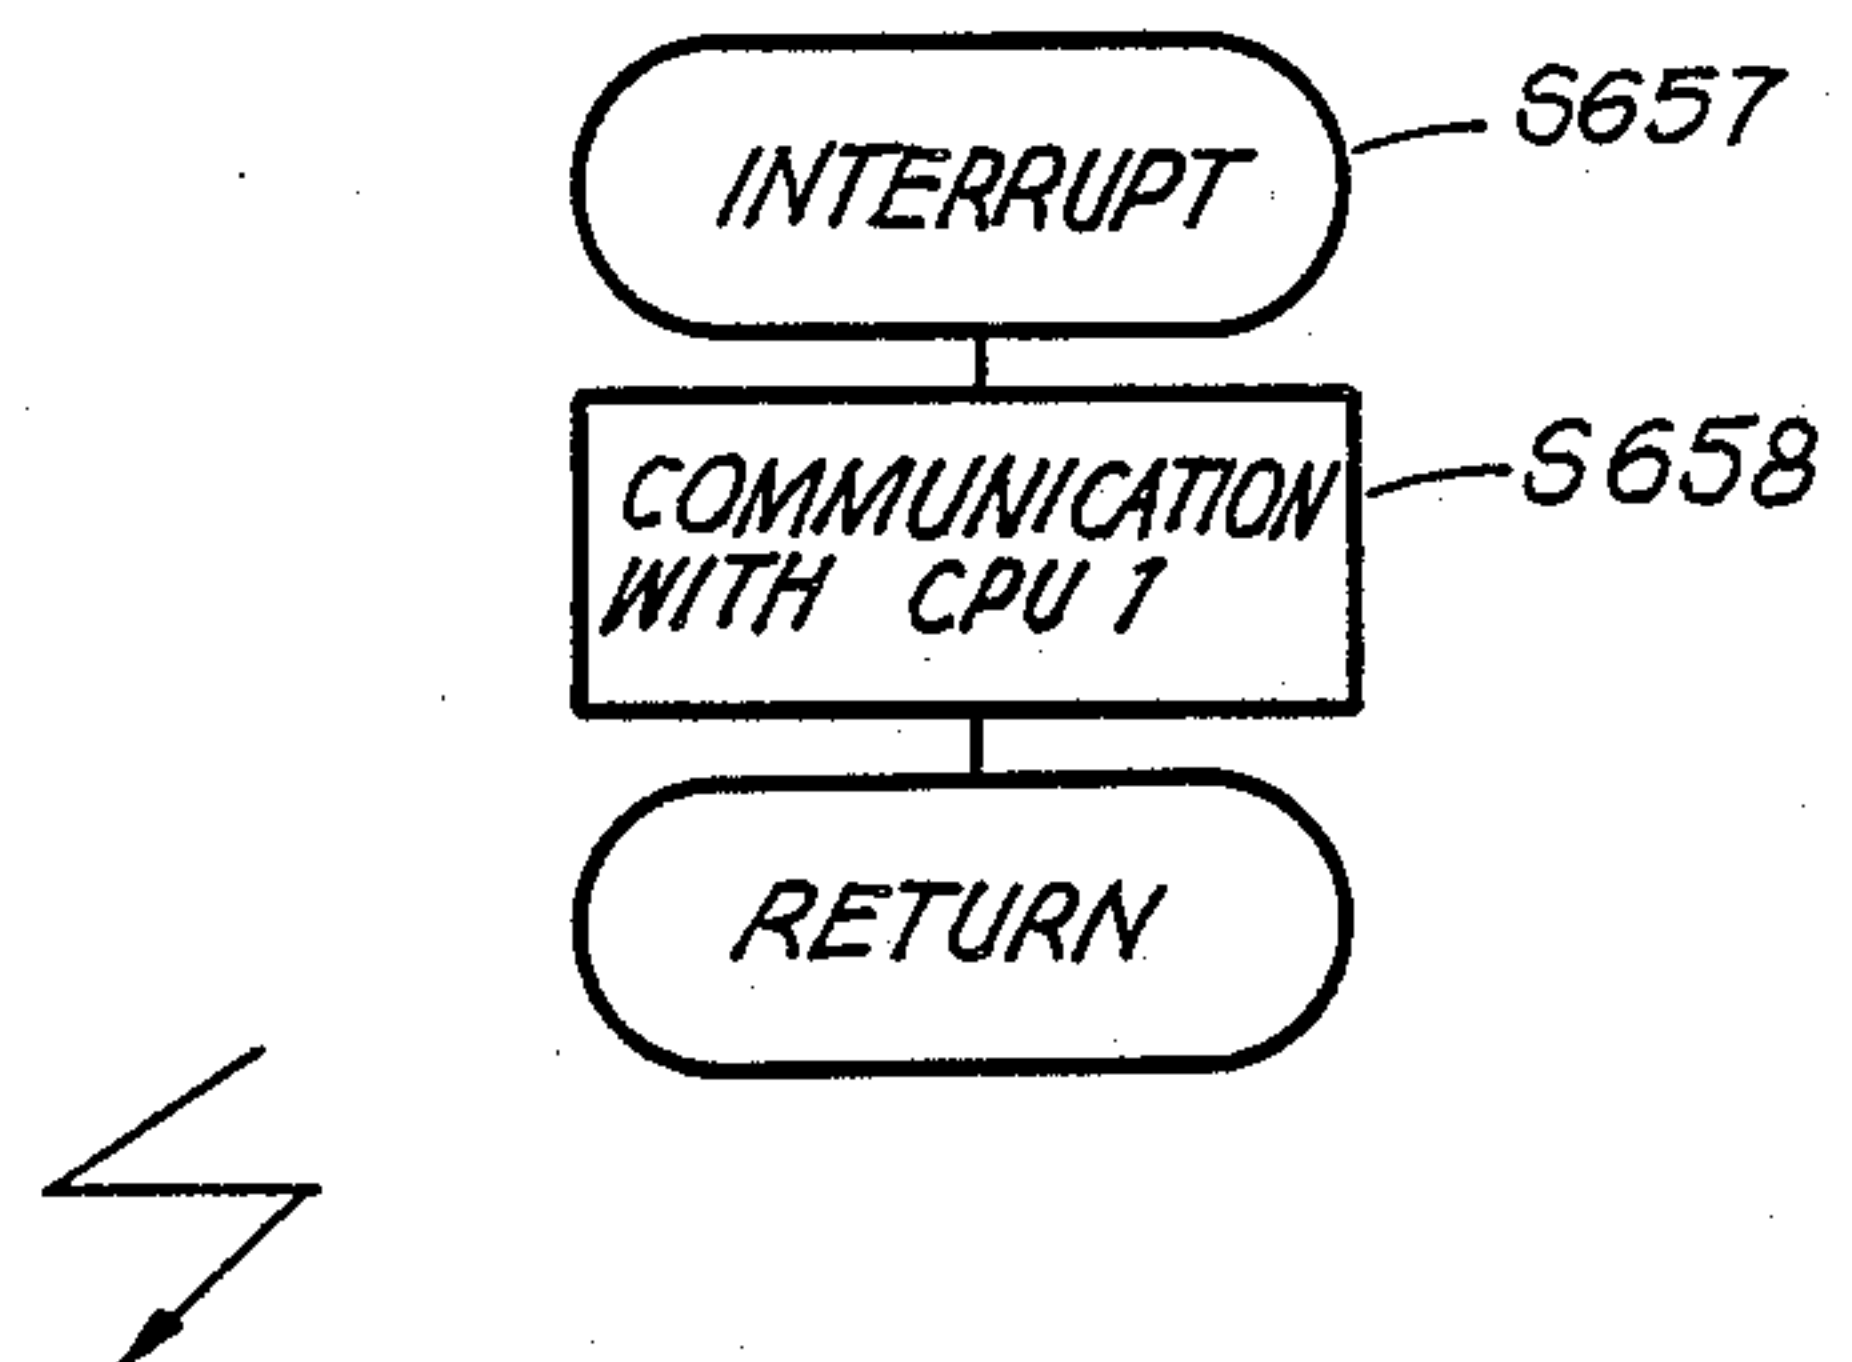 INTERRUPT
S657
COMMUNICATION
WITH CPU 1
S658
RETURN